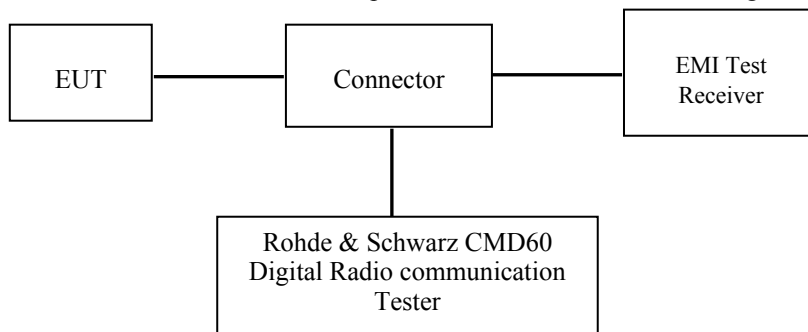 EUT
Connector
EMI Test
Receiver
Rohde & Schwarz CMD60
Digital Radio communication
Tester